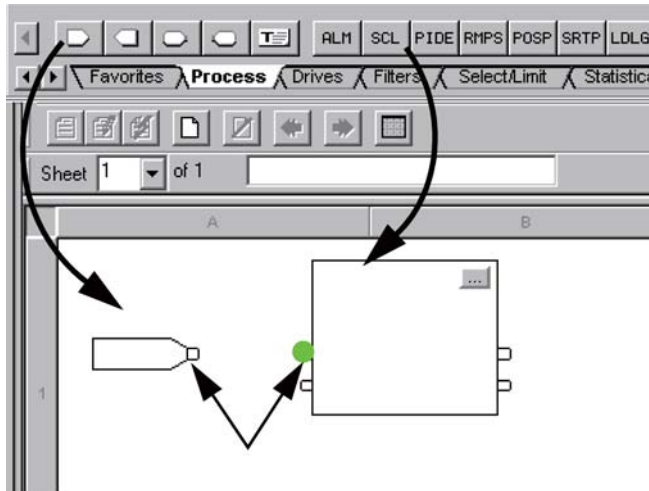 T ALM SCL PIDE RMPS POSP SRTP LDLG
Favorites Process Drives Filters Select/Limit Statistica
Sheet 1 of 1
A B
...
1